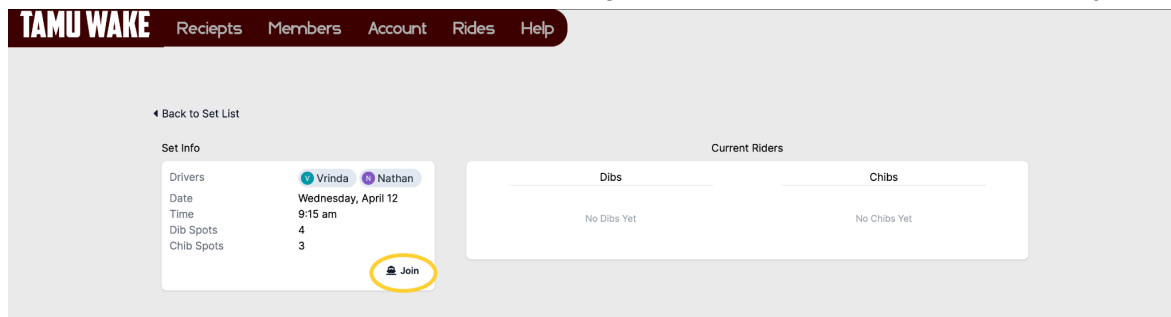 TAMU WAKE Reciepts Members Account Rides Help
Back to Set List
Set Info
Drivers V Vrinda N Nathan
Date Wednesday, April 12
Time 9:15 am
Dib Spots 4
Chib Spots 3
Join
Current Riders
Dibs Chibs
No Dibs Yet No Chibs Yet